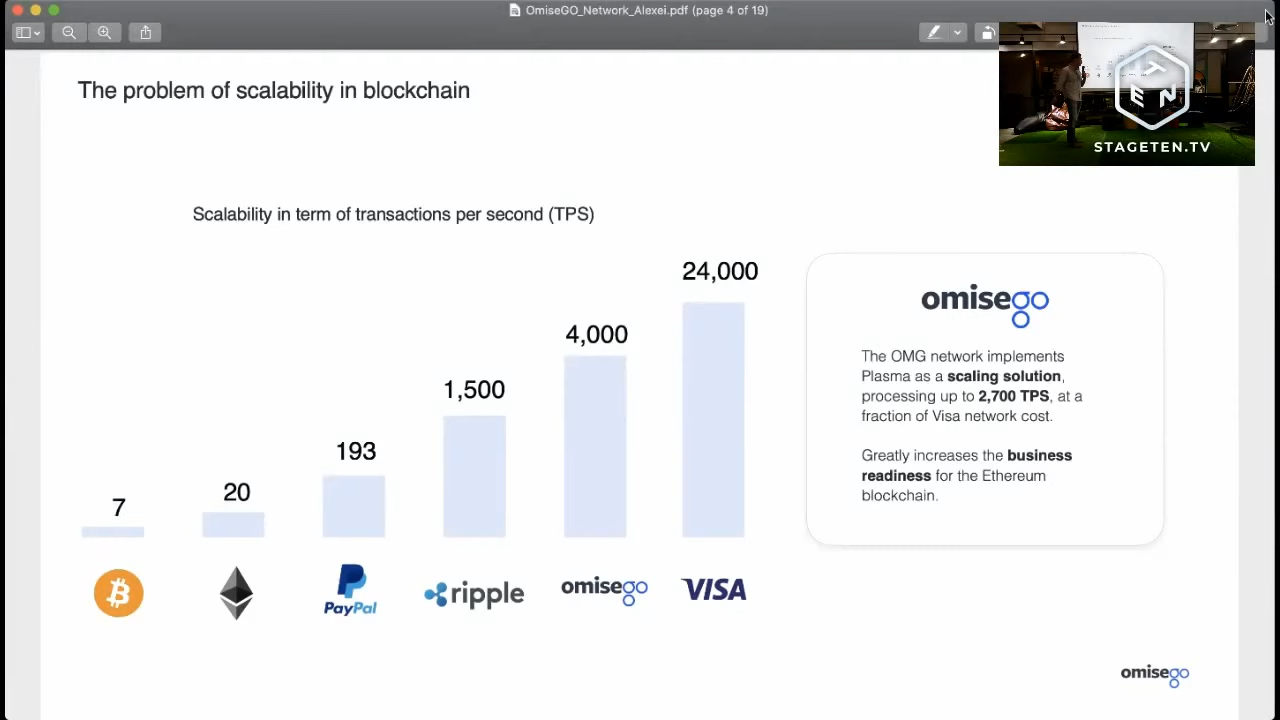 OmiseGO_Network_Alexei.pdf (page 4 of 19)
The problem of scalability in blockchain
TEN
STAGETEN.TV
Scalability in term of transactions per second (TPS)
7
20
193
1,500
4,000
24,000
PayPal
ripple
omisego
VISA
omisego
The OMG network implements
Plasma as a scaling solution,
processing up to 2,700 TPS, at a
fraction of Visa network cost.
Greatly increases the business
readiness for the Ethereum
blockchain.
omisego